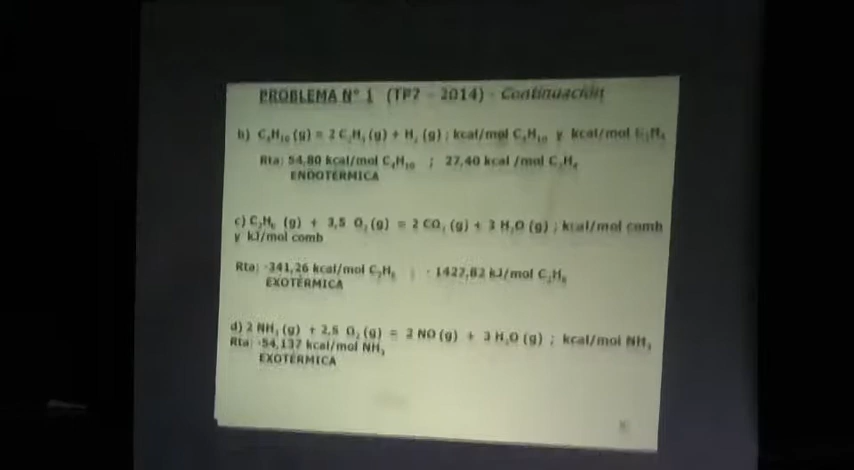 PROBLEMA N° 1 (TP7 - 2014) - Continuación
b) C₄H₁₀ (g) = 2 C₂H₄ (g) + H₂ (g) ; kcal/mol C₄H₁₀ y kcal/mol C₂H₄
Rta: 54,80 kcal/mol C₄H₁₀ ; 27,40 kcal /mol C₂H₄
ENDOTÉRMICA
c) C₂H₆ (g) + 3,5 O₂ (g) = 2 CO₂ (g) + 3 H₂O (g) ; kcal/mol comb
y kJ/mol comb
Rta: -341,26 kcal/mol C₂H₆ ; - 1427,82 kJ/mol C₂H₆
EXOTÉRMICA
d) 2 NH₃ (g) + 2,5 O₂ (g) = 2 NO (g) + 3 H₂O (g) ; kcal/mol NH₃
Rta: -54,137 kcal/mol NH₃
EXOTÉRMICA